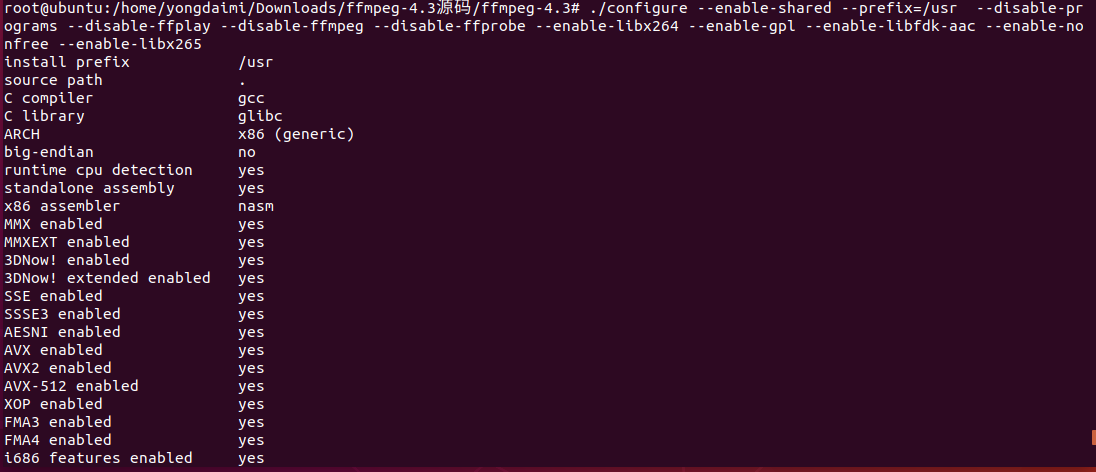 root@ubuntu:/home/yongdaimi/Downloads/ffmpeg-4.3源码/ffmpeg-4.3# ./configure --enable-shared --prefix=/usr  --disable-pr
ograms --disable-ffplay --disable-ffmpeg --disable-ffprobe --enable-libx264 --enable-gpl --enable-libfdk-aac --enable-no
nfree --enable-libx265
install prefix            /usr
source path               .
C compiler                gcc
C library                 glibc
ARCH                      x86 (generic)
big-endian                no
runtime cpu detection     yes
standalone assembly       yes
x86 assembler             nasm
MMX enabled               yes
MMXEXT enabled            yes
3DNow! enabled            yes
3DNow! extended enabled   yes
SSE enabled               yes
SSSE3 enabled             yes
AESNI enabled             yes
AVX enabled               yes
AVX2 enabled              yes
AVX-512 enabled           yes
XOP enabled               yes
FMA3 enabled              yes
FMA4 enabled              yes
i686 features enabled     yes